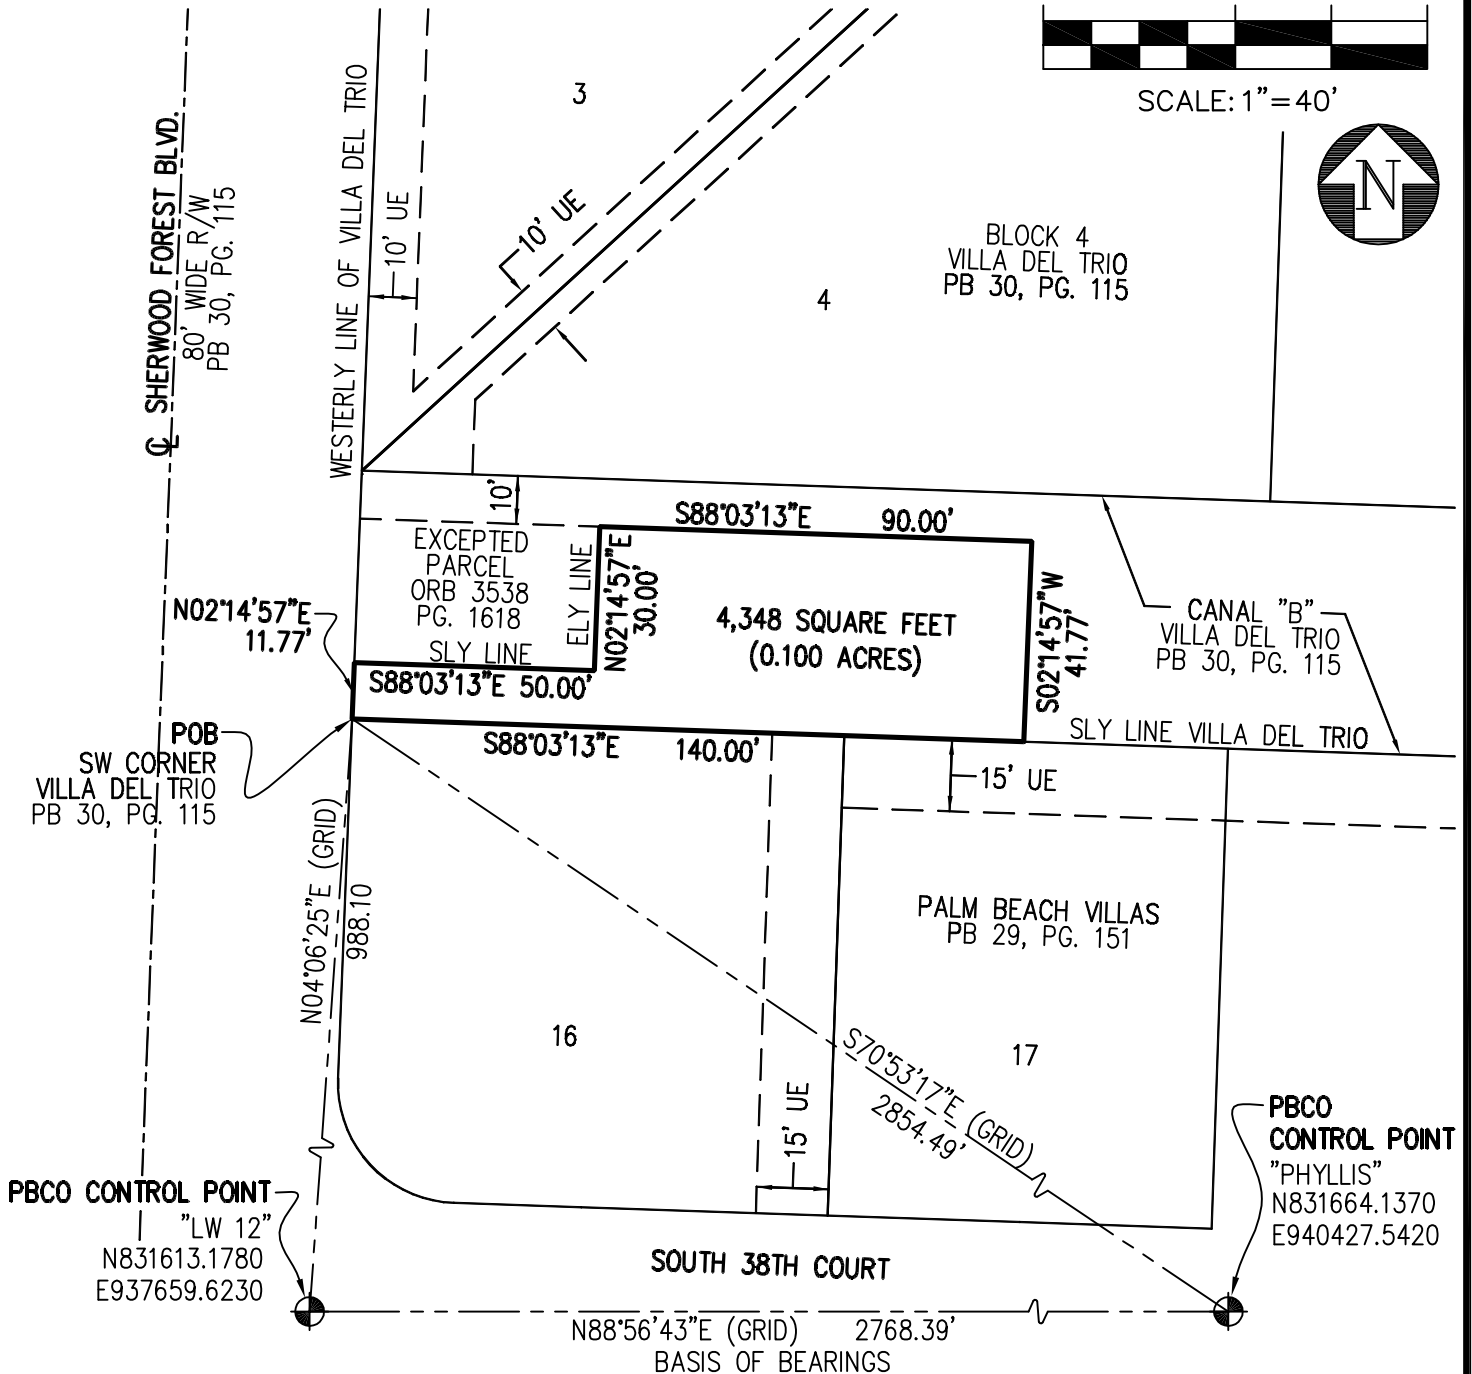 SCALE: 1"=40'
N
℄ SHERWOOD FOREST BLVD.
80' WIDE R/W
PB 30, PG. 115
WESTERLY LINE OF VILLA DEL TRIO
10' UE
3
10' UE
4
BLOCK 4
VILLA DEL TRIO
PB 30, PG. 115
10'
S88°03'13"E 90.00'
EXCEPTED
PARCEL
ORB 3538
PG. 1618
SLY LINE
ELY LINE
N02°14'57"E
30.00'
4,348 SQUARE FEET
(0.100 ACRES)
S02°14'57"W
41.77'
CANAL "B"
VILLA DEL TRIO
PB 30, PG. 115
N02°14'57"E
11.77'
S88°03'13"E 50.00'
POB
SW CORNER
VILLA DEL TRIO
PB 30, PG. 115
S88°03'13"E 140.00'
SLY LINE VILLA DEL TRIO
15' UE
N04°06'25"E (GRID)
988.10
PALM BEACH VILLAS
PB 29, PG. 151
16
17
S70°53'17"E (GRID)
2854.49'
15' UE
PBCO
CONTROL POINT
"PHYLLIS"
N831664.1370
E940427.5420
PBCO CONTROL POINT
"LW 12"
N831613.1780
E937659.6230
SOUTH 38TH COURT
N88°56'43"E (GRID) 2768.39'
BASIS OF BEARINGS